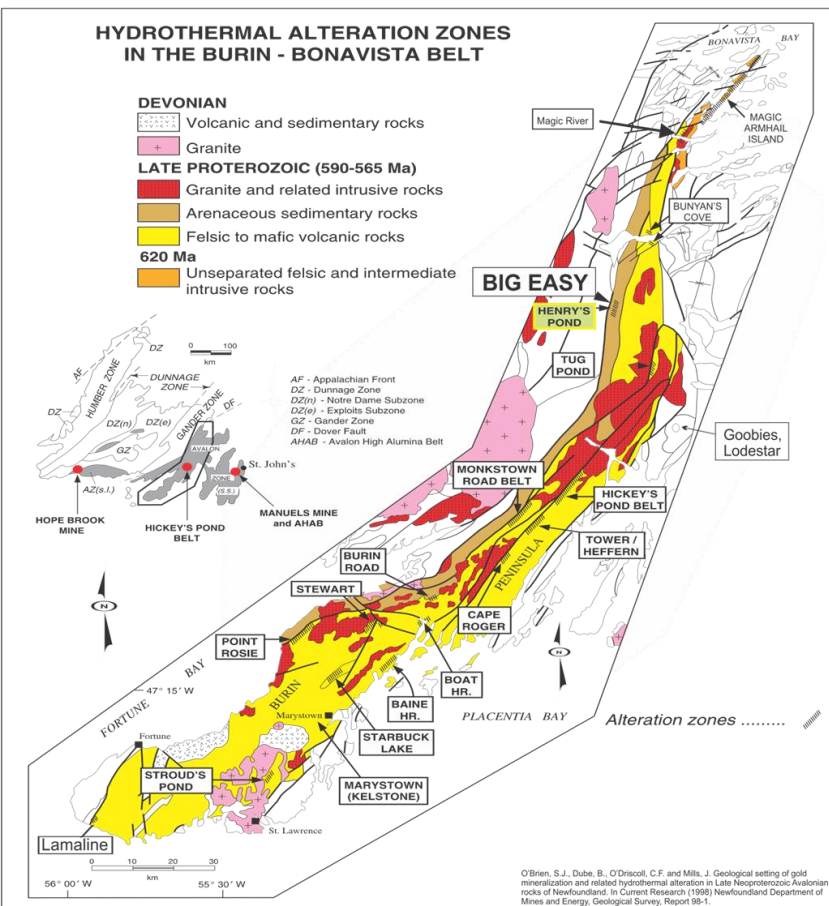 HYDROTHERMAL ALTERATION ZONES
IN THE BURIN - BONAVISTA BELT
DEVONIAN
Volcanic and sedimentary rocks
+ Granite
LATE PROTEROZOIC (590-565 Ma)
Granite and related intrusive rocks
Arenaceous sedimentary rocks
Felsic to mafic volcanic rocks
620 Ma
Unseparated felsic and intermediate
intrusive rocks
BONAVISTA BAY
Magic River
MAGIC
ARMHAIL
ISLAND
BUNYAN'S
COVE
BIG EASY
HENRY'S
POND
TUG
POND
Goobies,
Lodestar
MONKSTOWN
ROAD BELT
HICKEY'S
POND BELT
TOWER /
HEFFERN
PENINSULA
BURIN
ROAD
STEWART
CAPE
ROGER
POINT
ROSIE
BOAT
HR.
BAINE
HR.
BURIN
Marystown
STARBUCK
LAKE
MARYSTOWN
(KELSTONE)
PLACENTIA BAY
FORTUNE BAY
47° 15' W
Fortune
STROUD'S
POND
St. Lawrence
Lamaline
0 10 20 30
km
56° 00' W
55° 30' W
N
N
Alteration zones .........
AF
DZ
HUMBER ZONE
DUNNAGE
ZONE
0 100
km
DZ
DZ(n)
DZ(e)
GZ
GANDER ZONE
DF
AVALON
ZONE
(S.S.)
AZ(s.l.)
St. John's
HOPE BROOK
MINE
HICKEY'S POND
BELT
MANUELS MINE
and AHAB
AF - Appalachian Front
DZ - Dunnage Zone
DZ(n) - Notre Dame Subzone
DZ(e) - Exploits Subzone
GZ - Gander Zone
DF - Dover Fault
AHAB - Avalon High Alumina Belt
O'Brien, S.J., Dube, B., O'Driscoll, C.F. and Mills, J. Geological setting of gold
mineralization and related hydrothermal alteration in Late Neoproterozoic Avalonian
rocks of Newfoundland. In Current Research (1998) Newfoundland Department of
Mines and Energy, Geological Survey, Report 98-1.